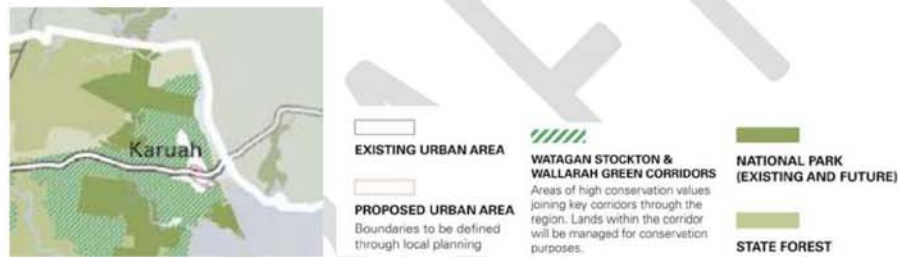 Karuah
EXISTING URBAN AREA
PROPOSED URBAN AREA
Boundaries to be defined
through local planning
WATAGAN STOCKTON &
WALLARAH GREEN CORRIDORS
Areas of high conservation values
joining key corridors through the
region. Lands within the corridor
will be managed for conservation
purposes.
NATIONAL PARK
(EXISTING AND FUTURE)
STATE FOREST